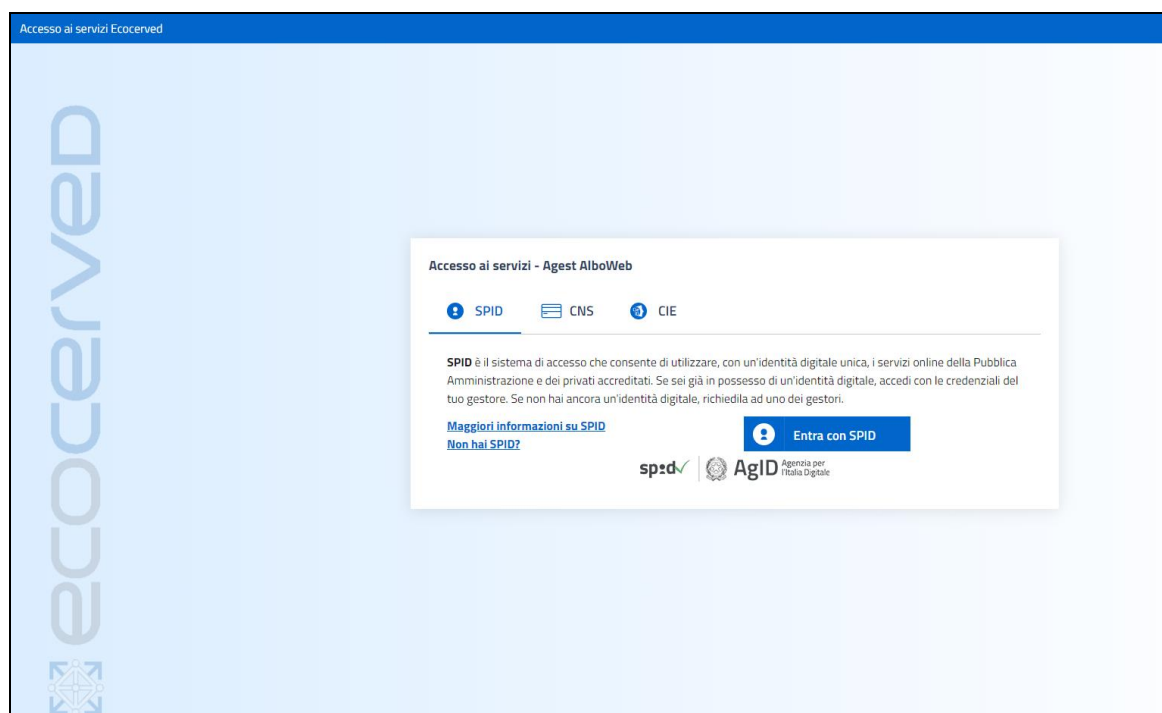 Accesso ai servizi Ecocerved
ecocerved
Accesso ai servizi - Agest AlboWeb
SPID CNS CIE
SPID è il sistema di accesso che consente di utilizzare, con un'identità digitale unica, i servizi online della Pubblica
Amministrazione e dei privati accreditati. Se sei già in possesso di un'identità digitale, accedi con le credenziali del
tuo gestore. Se non hai ancora un'identità digitale, richiedila ad uno dei gestori.
Maggiori informazioni su SPID
Non hai SPID?
Entra con SPID
spid AgID Agenzia per
l'Italia Digitale